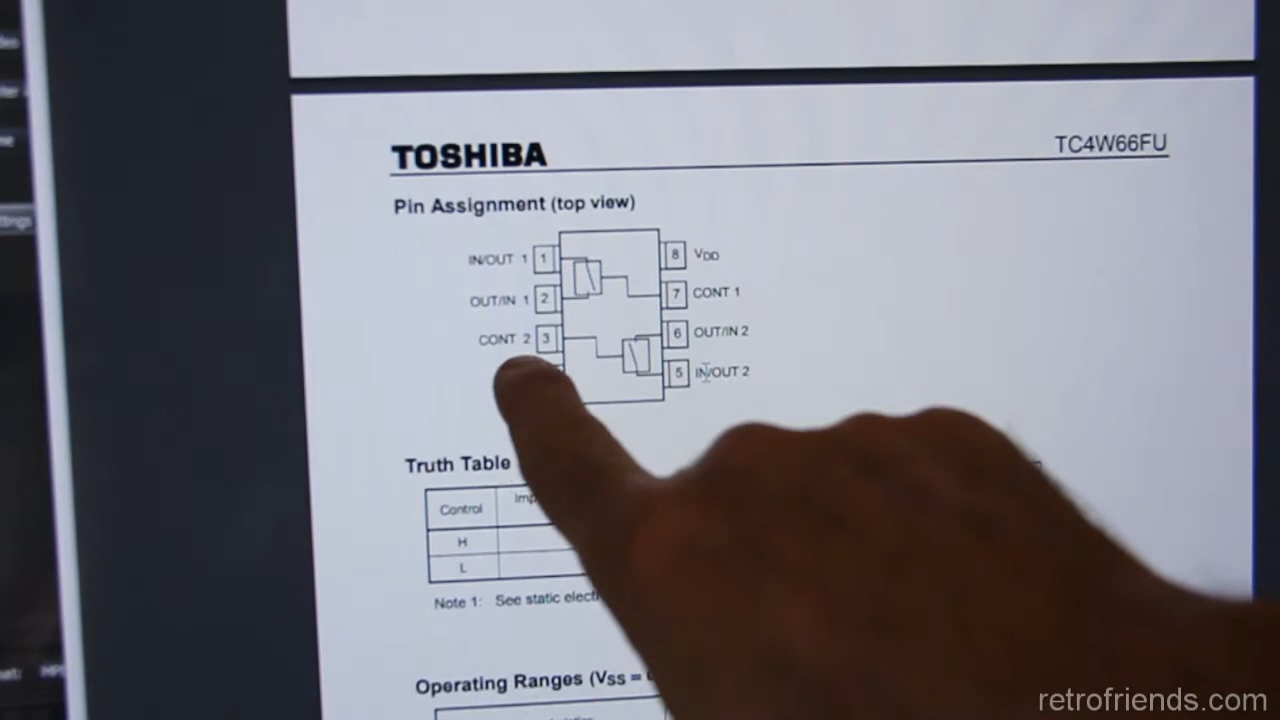 TOSHIBA
TC4W66FU
Pin Assignment (top view)
IN/OUT 1 1
8 VDD
OUT/IN 1 2
7 CONT 1
CONT 2 3
6 OUT/IN 2
5 IN/OUT 2
Truth Table
Control
H
L
Note 1: See static
Operating Ranges (VSS =
retrofriends.com